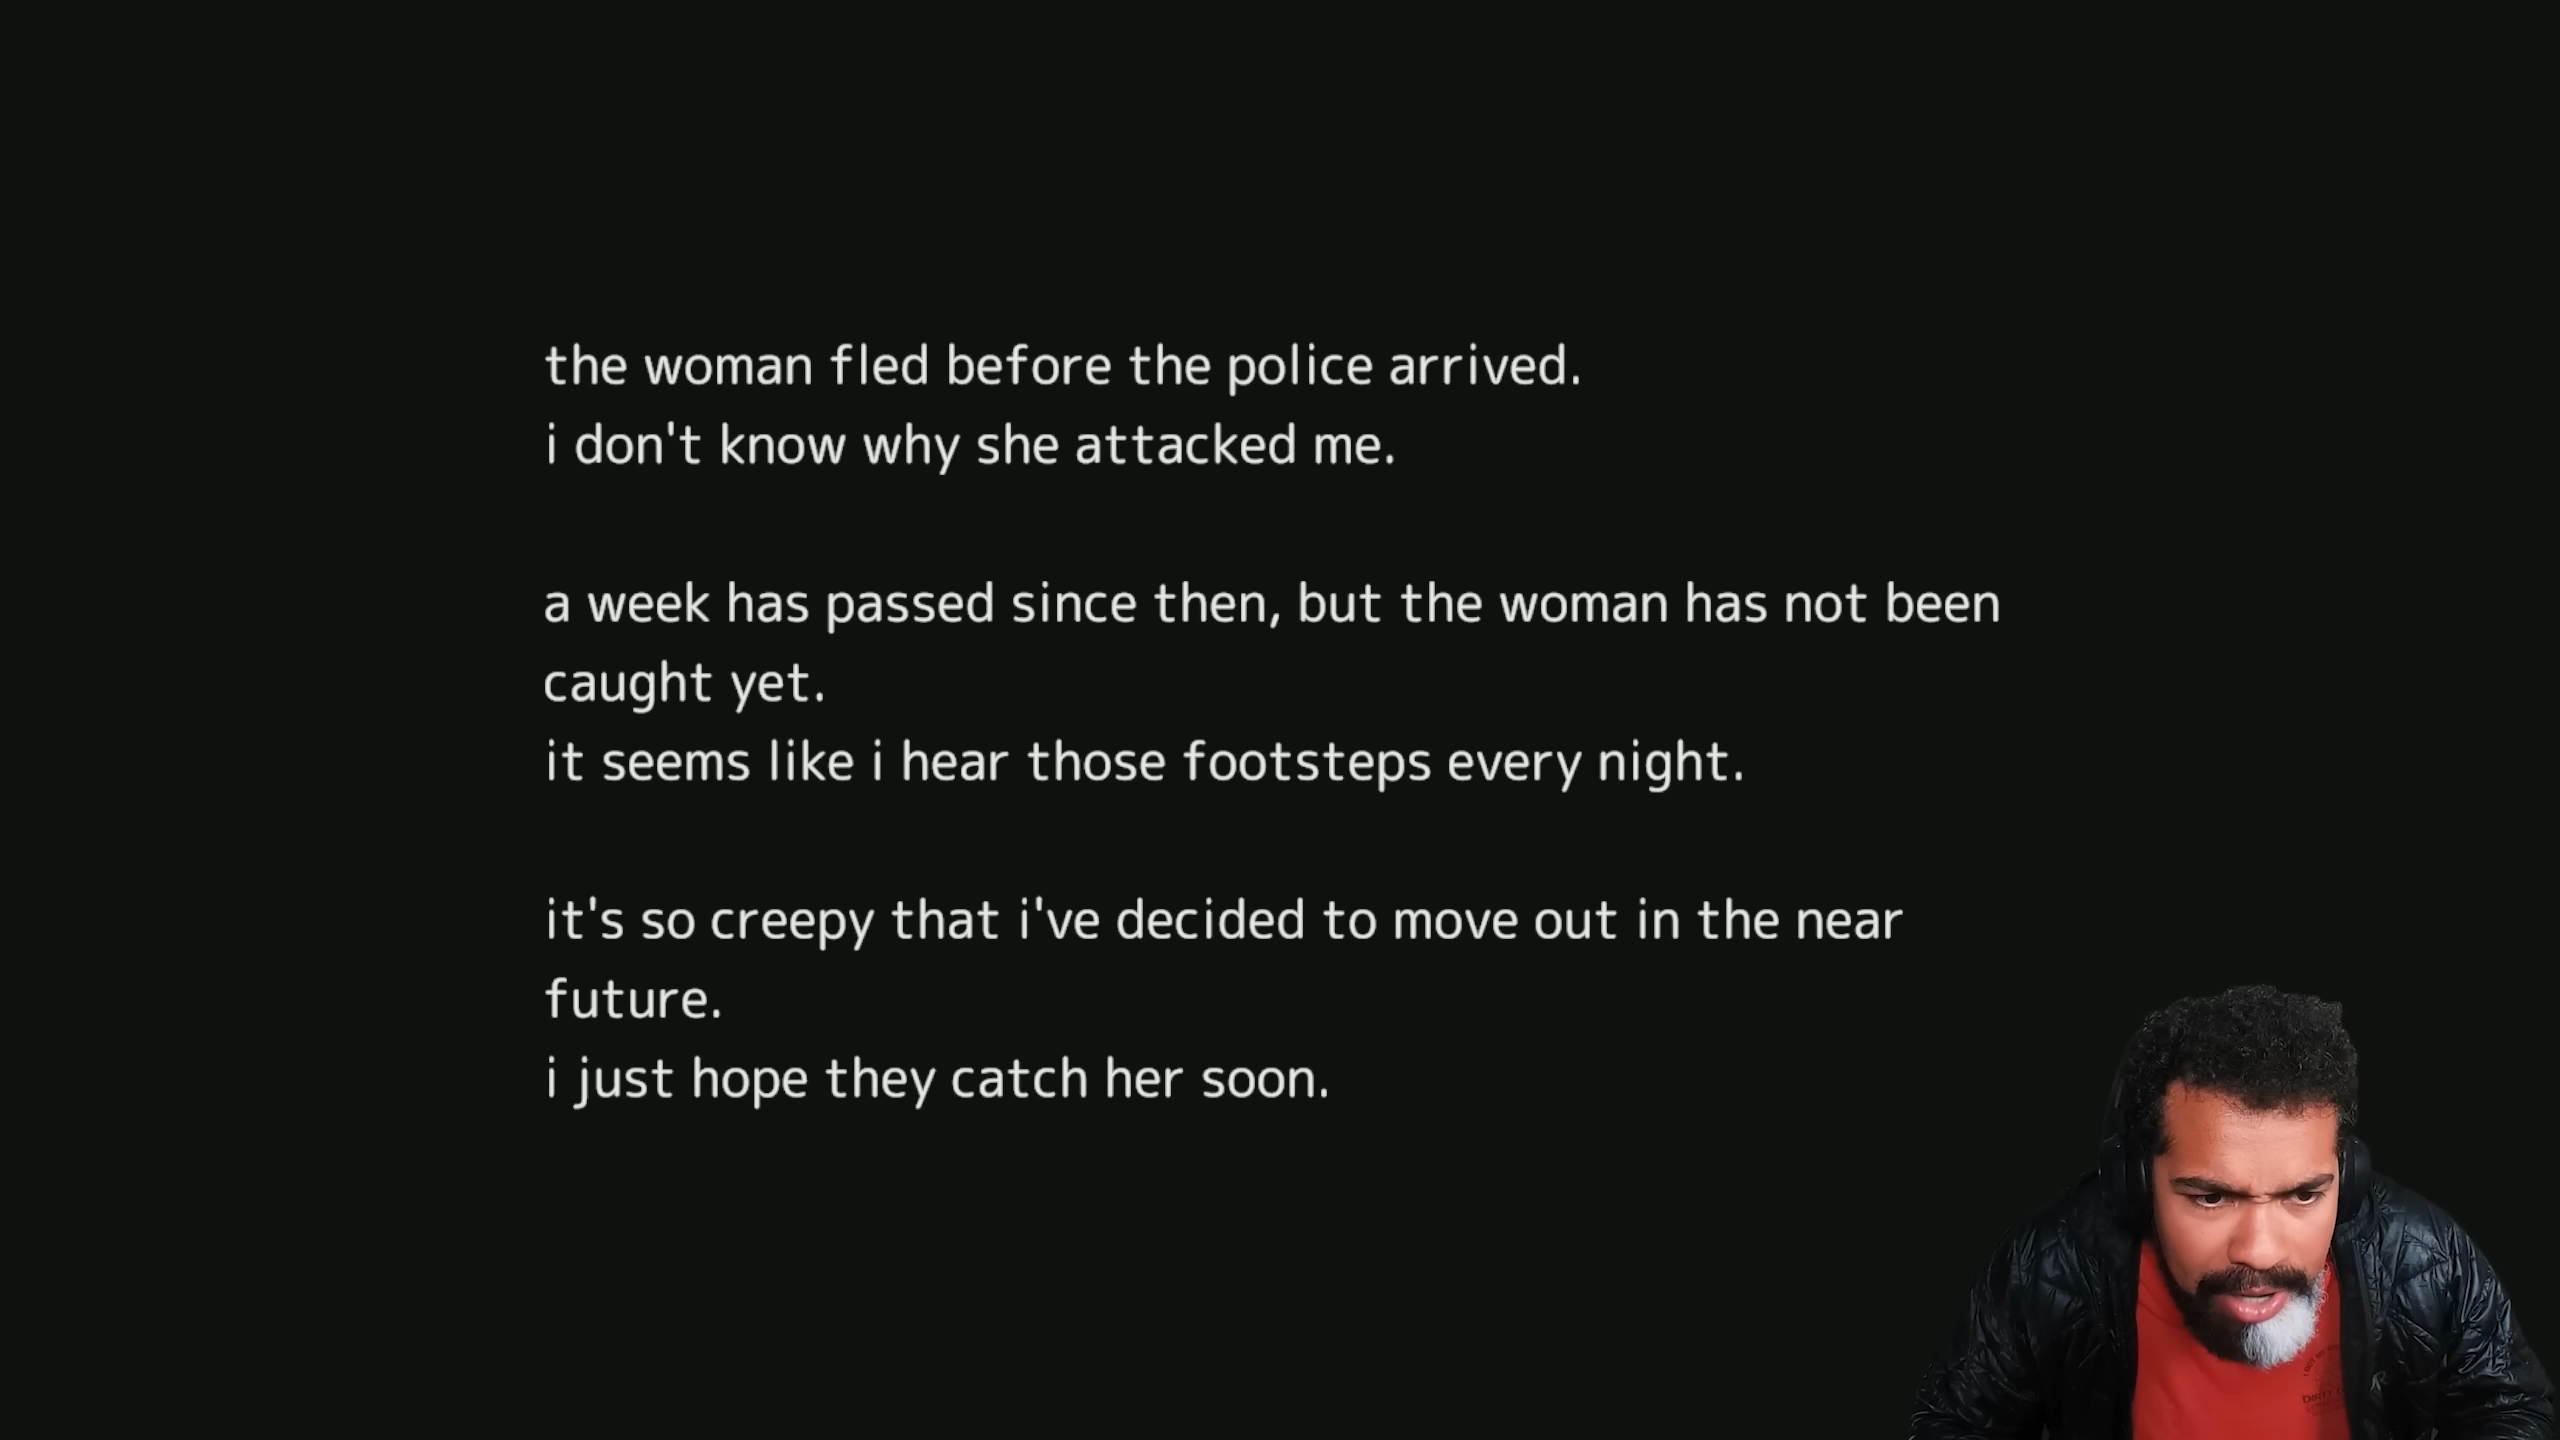 the woman fled before the police arrived.
i don't know why she attacked me.
a week has passed since then, but the woman has not been
caught yet.
it seems like i hear those footsteps every night.
it's so creepy that i've decided to move out in the near
future.
i just hope they catch her soon.